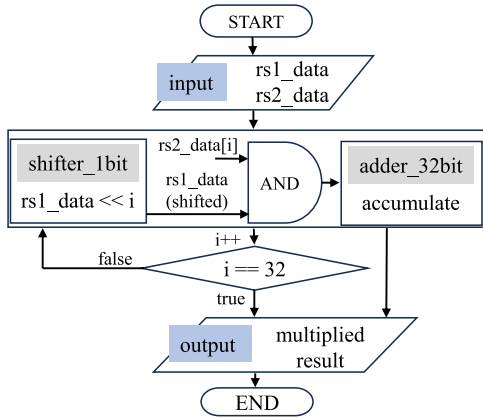 START
input
rs1_data
rs2_data
shifter_1bit
rs1_data << i
rs2_data[i]
rs1_data
(shifted)
AND
adder_32bit
accumulate
i++
false
i == 32
true
output
multiplied
result
END